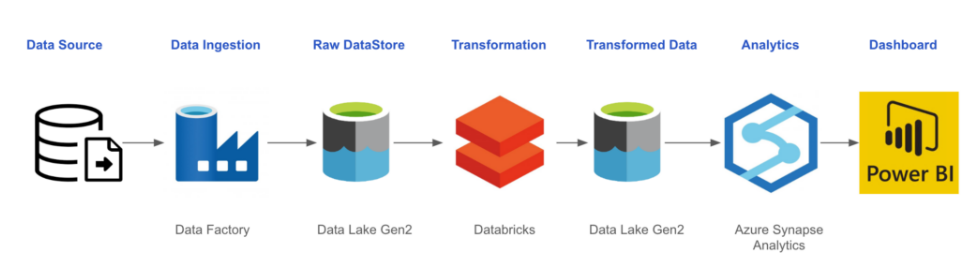 Data Source
Data Ingestion
Raw DataStore
Transformation
Transformed Data
Analytics
Dashboard
Power BI
Data Factory
Data Lake Gen2
Databricks
Data Lake Gen2
Azure Synapse
Analytics